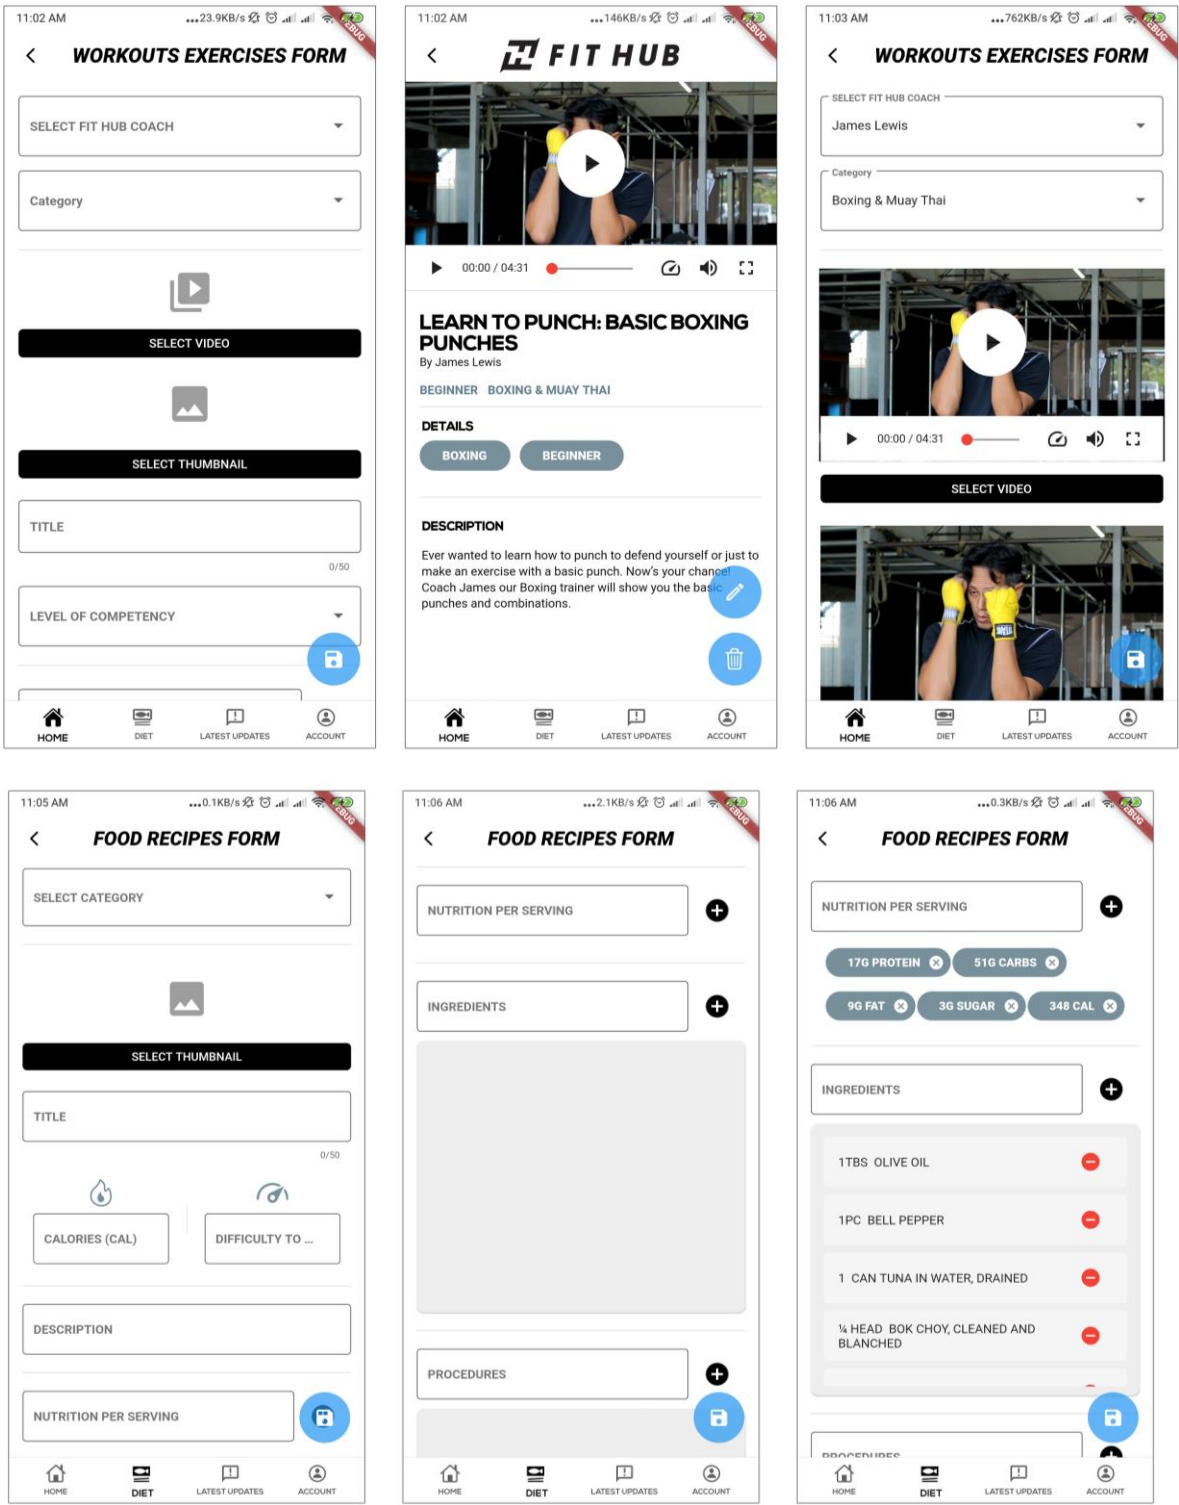 11:02 AM
...23.9KB/s
DEBUG
WORKOUTS EXERCISES FORM
SELECT FIT HUB COACH
Category
SELECT VIDEO
SELECT THUMBNAIL
TITLE
0/50
LEVEL OF COMPETENCY
HOME
DIET
LATEST UPDATES
ACCOUNT
11:02 AM
...146KB/s
DEBUG
FIT HUB
00:00 / 04:31
LEARN TO PUNCH: BASIC BOXING
PUNCHES
By James Lewis
BEGINNER BOXING & MUAY THAI
DETAILS
BOXING
BEGINNER
DESCRIPTION
Ever wanted to learn how to punch to defend yourself or just to
make an exercise with a basic punch. Now's your chance!
Coach James our Boxing trainer will show you the basic
punches and combinations.
HOME
DIET
LATEST UPDATES
ACCOUNT
11:03 AM
...762KB/s
DEBUG
WORKOUTS EXERCISES FORM
SELECT FIT HUB COACH
James Lewis
Category
Boxing & Muay Thai
00:00 / 04:31
SELECT VIDEO
HOME
DIET
LATEST UPDATES
ACCOUNT
11:05 AM
...0.1KB/s
DEBUG
FOOD RECIPES FORM
SELECT CATEGORY
SELECT THUMBNAIL
TITLE
0/50
CALORIES (CAL)
DIFFICULTY TO ...
DESCRIPTION
NUTRITION PER SERVING
HOME
DIET
LATEST UPDATES
ACCOUNT
11:06 AM
...2.1KB/s
DEBUG
FOOD RECIPES FORM
NUTRITION PER SERVING
INGREDIENTS
PROCEDURES
HOME
DIET
LATEST UPDATES
ACCOUNT
11:06 AM
...0.3KB/s
DEBUG
FOOD RECIPES FORM
NUTRITION PER SERVING
17G PROTEIN
51G CARBS
9G FAT
3G SUGAR
348 CAL
INGREDIENTS
1TBS OLIVE OIL
1PC BELL PEPPER
1 CAN TUNA IN WATER, DRAINED
¼ HEAD BOK CHOY, CLEANED AND
BLANCHED
PROCEDURES
HOME
DIET
LATEST UPDATES
ACCOUNT